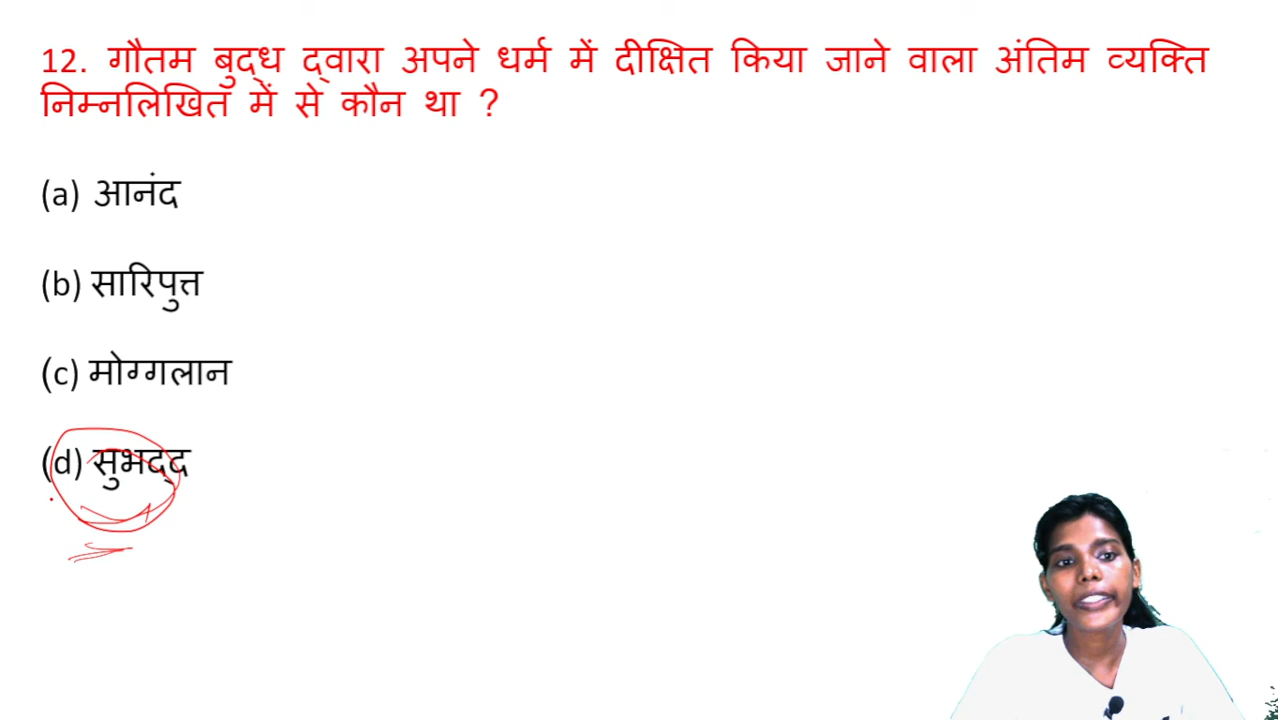 12. गौतम बुद्ध द्वारा अपने धर्म में दीक्षित किया जाने वाला अंतिम व्यक्ति
निम्नलिखित में से कौन था ?
(a) आनंद
(b) सारिपुत्त
(c) मोग्गलान
(d) सुभद्द